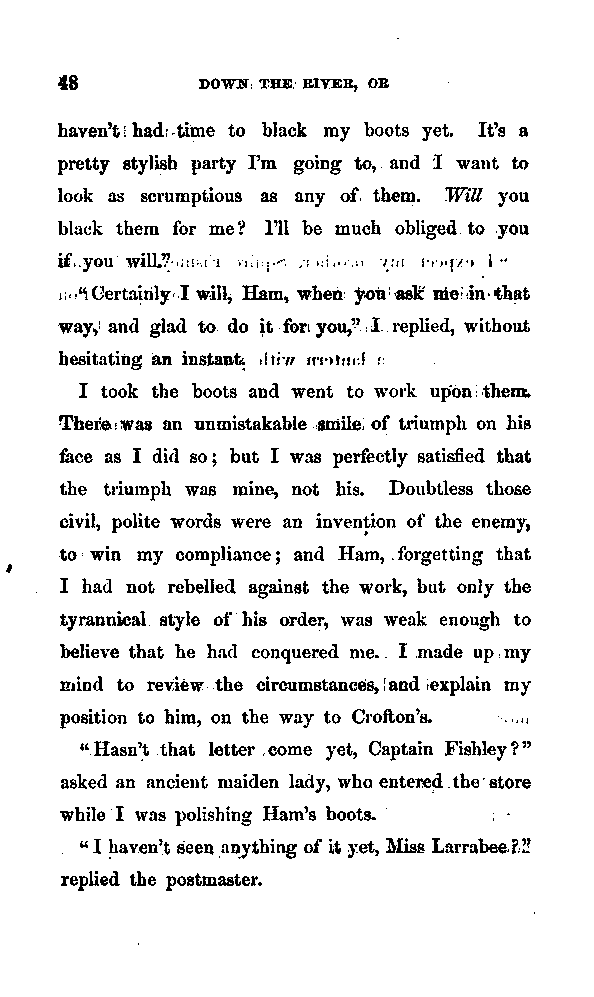 48 DOWN THE RIVER, OR
haven't had time to black my boots yet. It's a
pretty stylish party I'm going to, and I want to
look as scrumptious as any of them. Will you
black them for me? I'll be much obliged to you
if you will."
"Certainly I will, Ham, when you ask me in that
way, and glad to do it for you," I replied, without
hesitating an instant.
I took the boots and went to work upon them.
There was an unmistakable smile of triumph on his
face as I did so; but I was perfectly satisfied that
the triumph was mine, not his. Doubtless those
civil, polite words were an invention of the enemy,
to win my compliance; and Ham, forgetting that
I had not rebelled against the work, but only the
tyrannical style of his order, was weak enough to
believe that he had conquered me. I made up my
mind to review the circumstances, and explain my
position to him, on the way to Crofton's.
"Hasn't that letter come yet, Captain Fishley?"
asked an ancient maiden lady, who entered the store
while I was polishing Ham's boots.
"I haven't seen anything of it yet, Miss Larrabee?"
replied the postmaster.